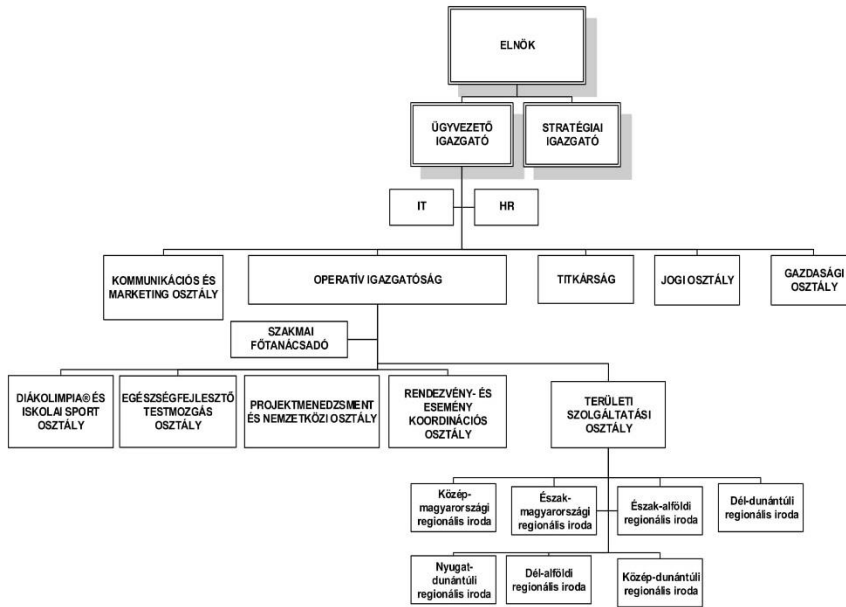 ELNÖK
ÜGYVEZETŐ
IGAZGATÓ
STRATÉGIAI
IGAZGATÓ
IT
HR
KOMMUNIKÁCIÓS ÉS
MARKETING OSZTÁLY
OPERATÍV IGAZGATÓSÁG
TITKÁRSÁG
JOGI OSZTÁLY
GAZDASÁGI
OSZTÁLY
SZAKMAI
FŐTANÁCSADÓ
DIÁKOLIMPIA® ÉS
ISKOLAI SPORT
OSZTÁLY
EGÉSZSÉGFEJLESZTŐ
TESTMOZGÁS
OSZTÁLY
PROJEKTMENEDZSMENT
ÉS NEMZETKÖZI OSZTÁLY
RENDEZVÉNY- ÉS
ESEMÉNY
KOORDINÁCIÓS
OSZTÁLY
TERÜLETI
SZOLGÁLTATÁSI
OSZTÁLY
Közép-
magyarországi
regionális iroda
Észak-
magyarországi
regionális iroda
Észak-alföldi
regionális iroda
Dél-dunántúli
regionális iroda
Nyugat-
dunántúli
regionális iroda
Dél-alföldi
regionális iroda
Közép-dunántúli
regionális iroda